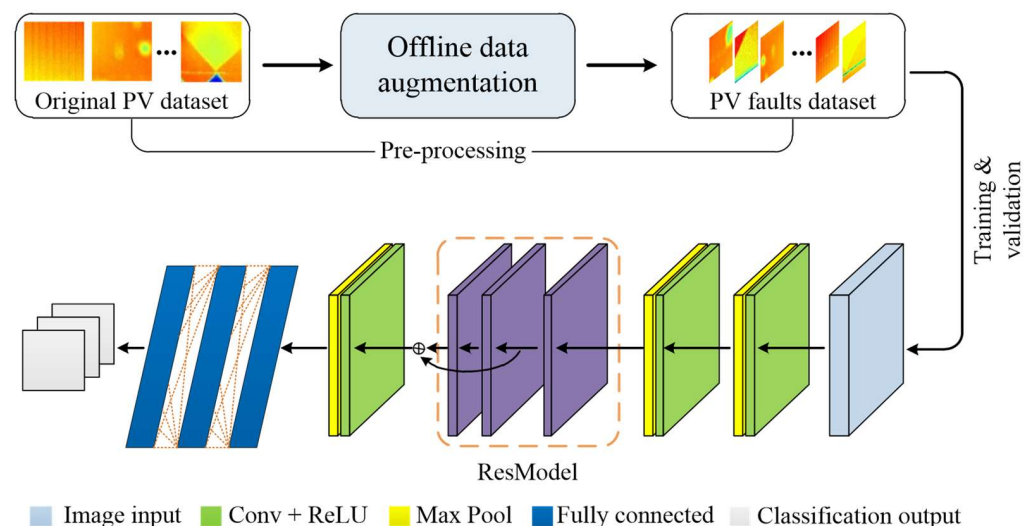 Original PV dataset
Offline data
augmentation
PV faults dataset
Pre-processing
Training &
validation
ResModel
Image input
Conv + ReLU
Max Pool
Fully connected
Classification output